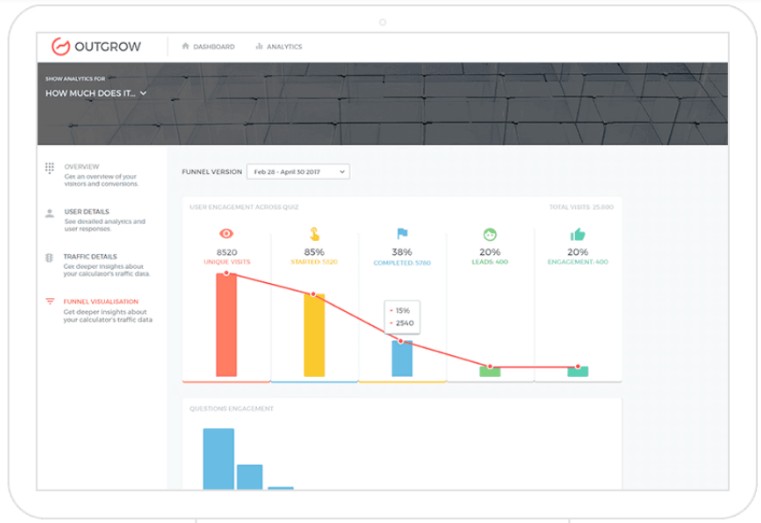 OUTGROW
DASHBOARD
ANALYTICS
SHOW ANALYTICS FOR
HOW MUCH DOES IT...
OVERVIEW
Get an overview of your
visitors and conversions.
USER DETAILS
See detailed analytics and
user responses.
TRAFFIC DETAILS
Get deeper insights about
your calculator's traffic data.
FUNNEL VISUALISATION
Get deeper insights about
your calculator's traffic data
FUNNEL VERSION
Feb 28 - April 30 2017
USER ENGAGEMENT ACROSS QUIZ
TOTAL VISITS: 25,890
8520
UNIQUE VISITS
85%
STARTED: 5320
38%
COMPLETED: 5780
20%
LEADS: 400
20%
ENGAGEMENT: 400
- 15%
- 2540
QUESTIONS ENGAGEMENT